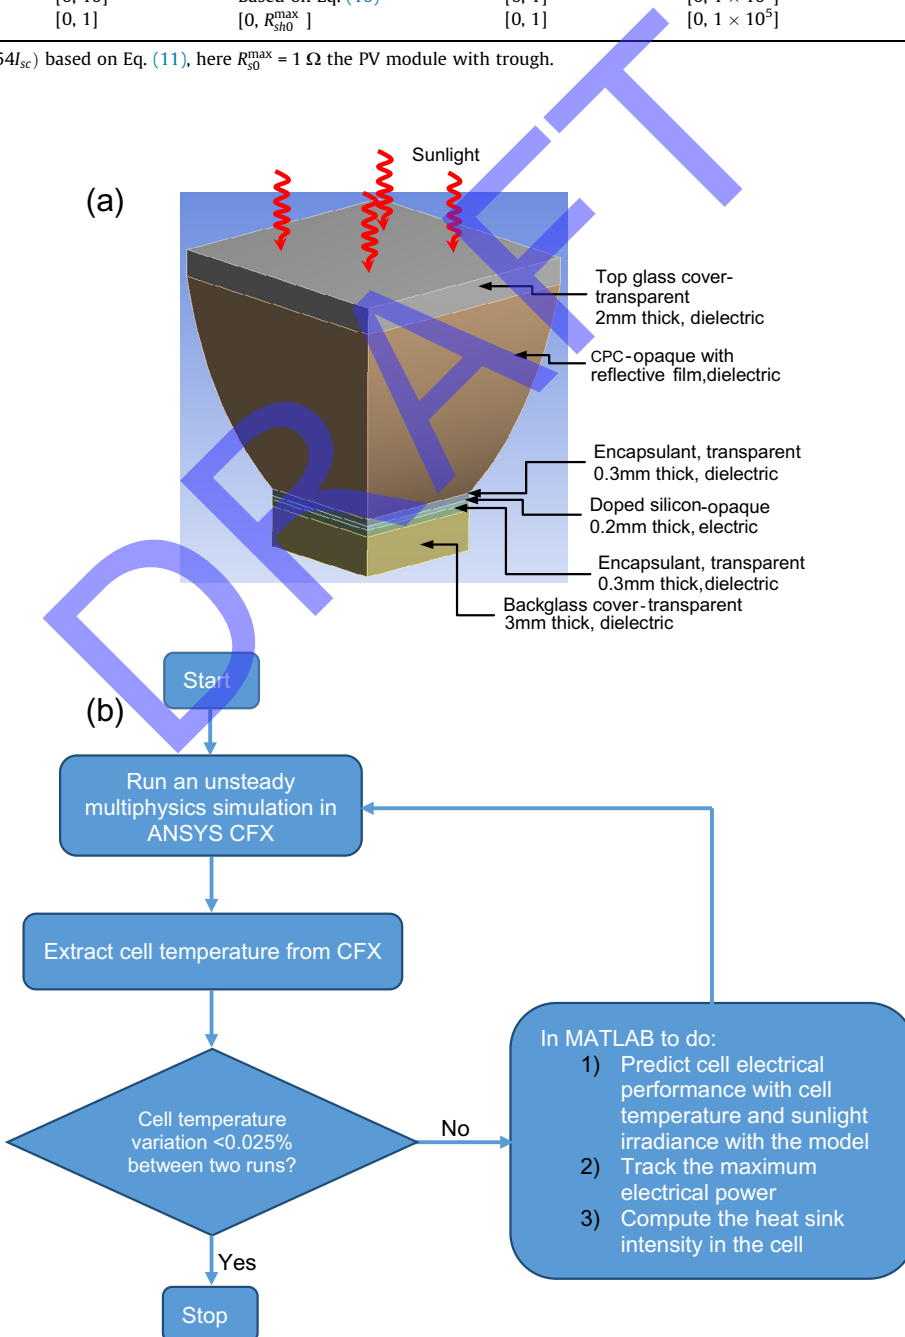 [0, 1] [0, R_{sh0}^{max} ] [0, 1] [0, 1 × 10^5]
54I_{sc}) based on Eq. (11), here R_{s0}^{max} = 1 Ω the PV module with trough.
(a)
Sunlight
Top glass cover-
transparent
2mm thick, dielectric
CPC-opaque with
reflective film,dielectric
Encapsulant, transparent
0.3mm thick, dielectric
Doped silicon-opaque
0.2mm thick, electric
Encapsulant, transparent
0.3mm thick,dielectric
Backglass cover-transparent
3mm thick, dielectric
DRAFT
(b)
Start
Run an unsteady
multiphysics simulation in
ANSYS CFX
Extract cell temperature from CFX
Cell temperature
variation <0.025%
between two runs?
No
Yes
Stop
In MATLAB to do:
1) Predict cell electrical
performance with cell
temperature and sunlight
irradiance with the model
2) Track the maximum
electrical power
3) Compute the heat sink
intensity in the cell